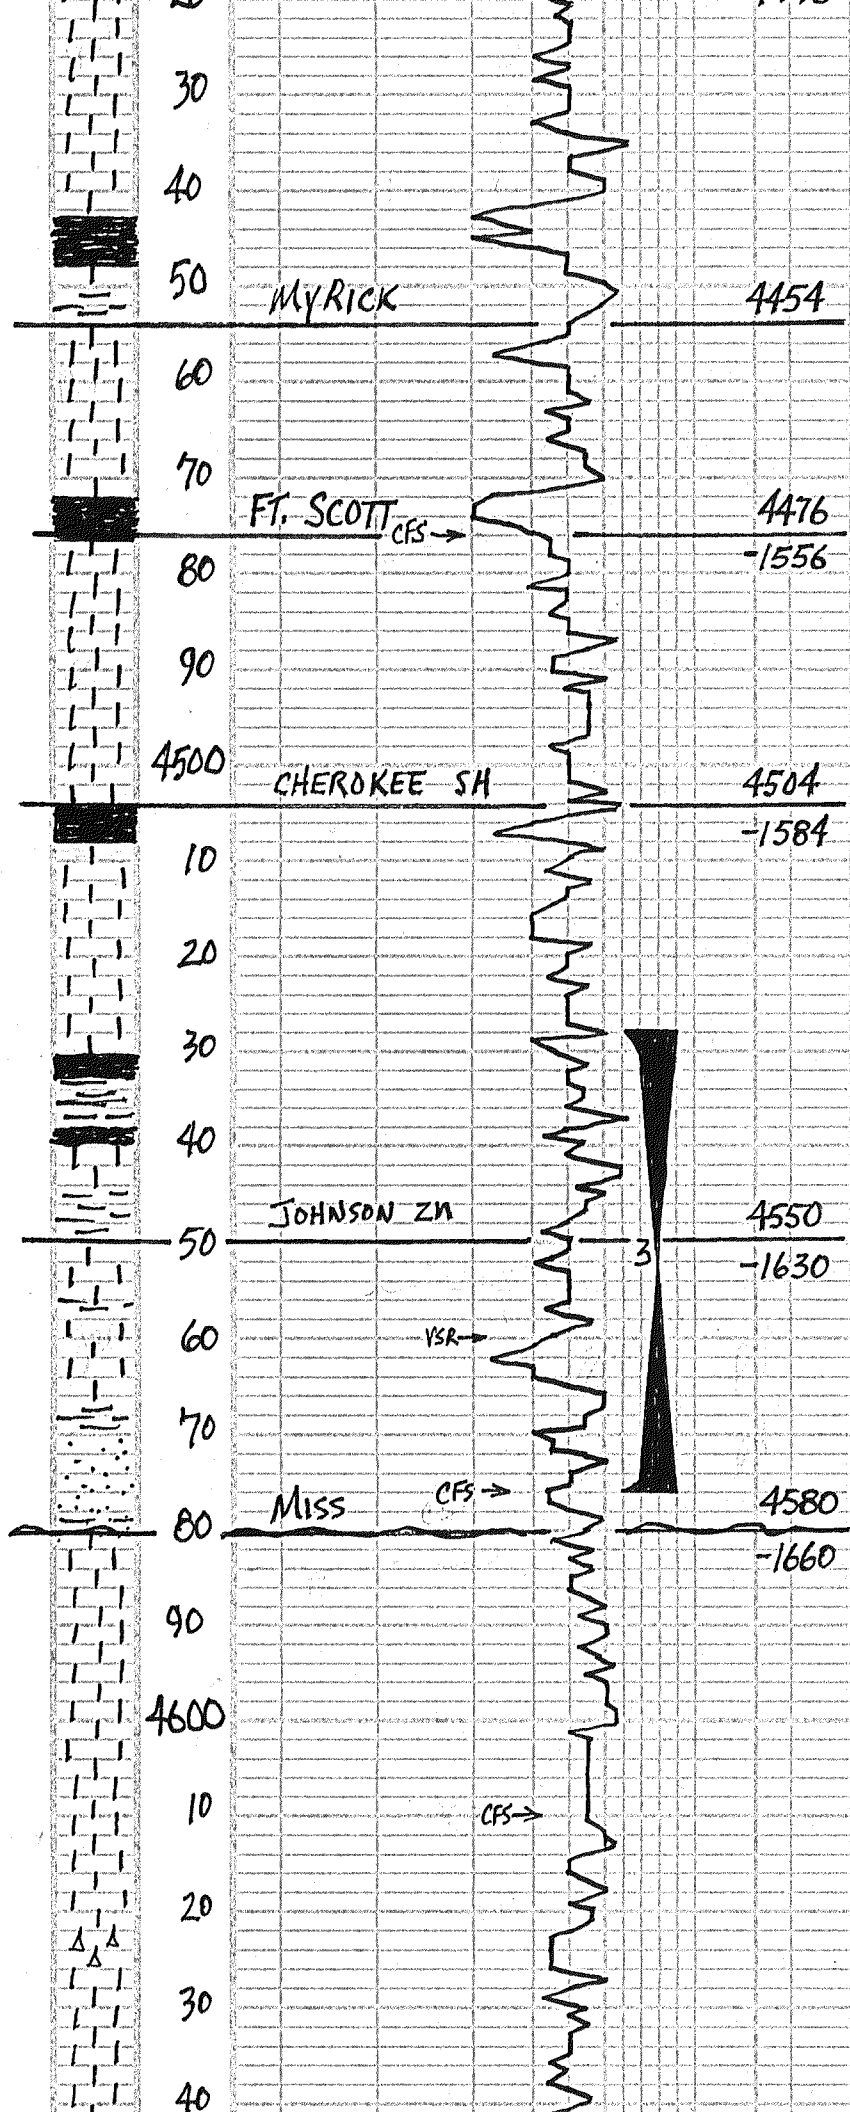 30
40
50 MYRICK 4454
60
70
FT. SCOTT CFS → 4476
-1556
80
90
4500
CHEROKEE SH 4504
-1584
10
20
30
40
JOHNSON ZN 4550
50 3 -1630
VSR →
60
70
CFS →
MISS 4580
80
-1660
90
4600
10 CFS →
20
30
40